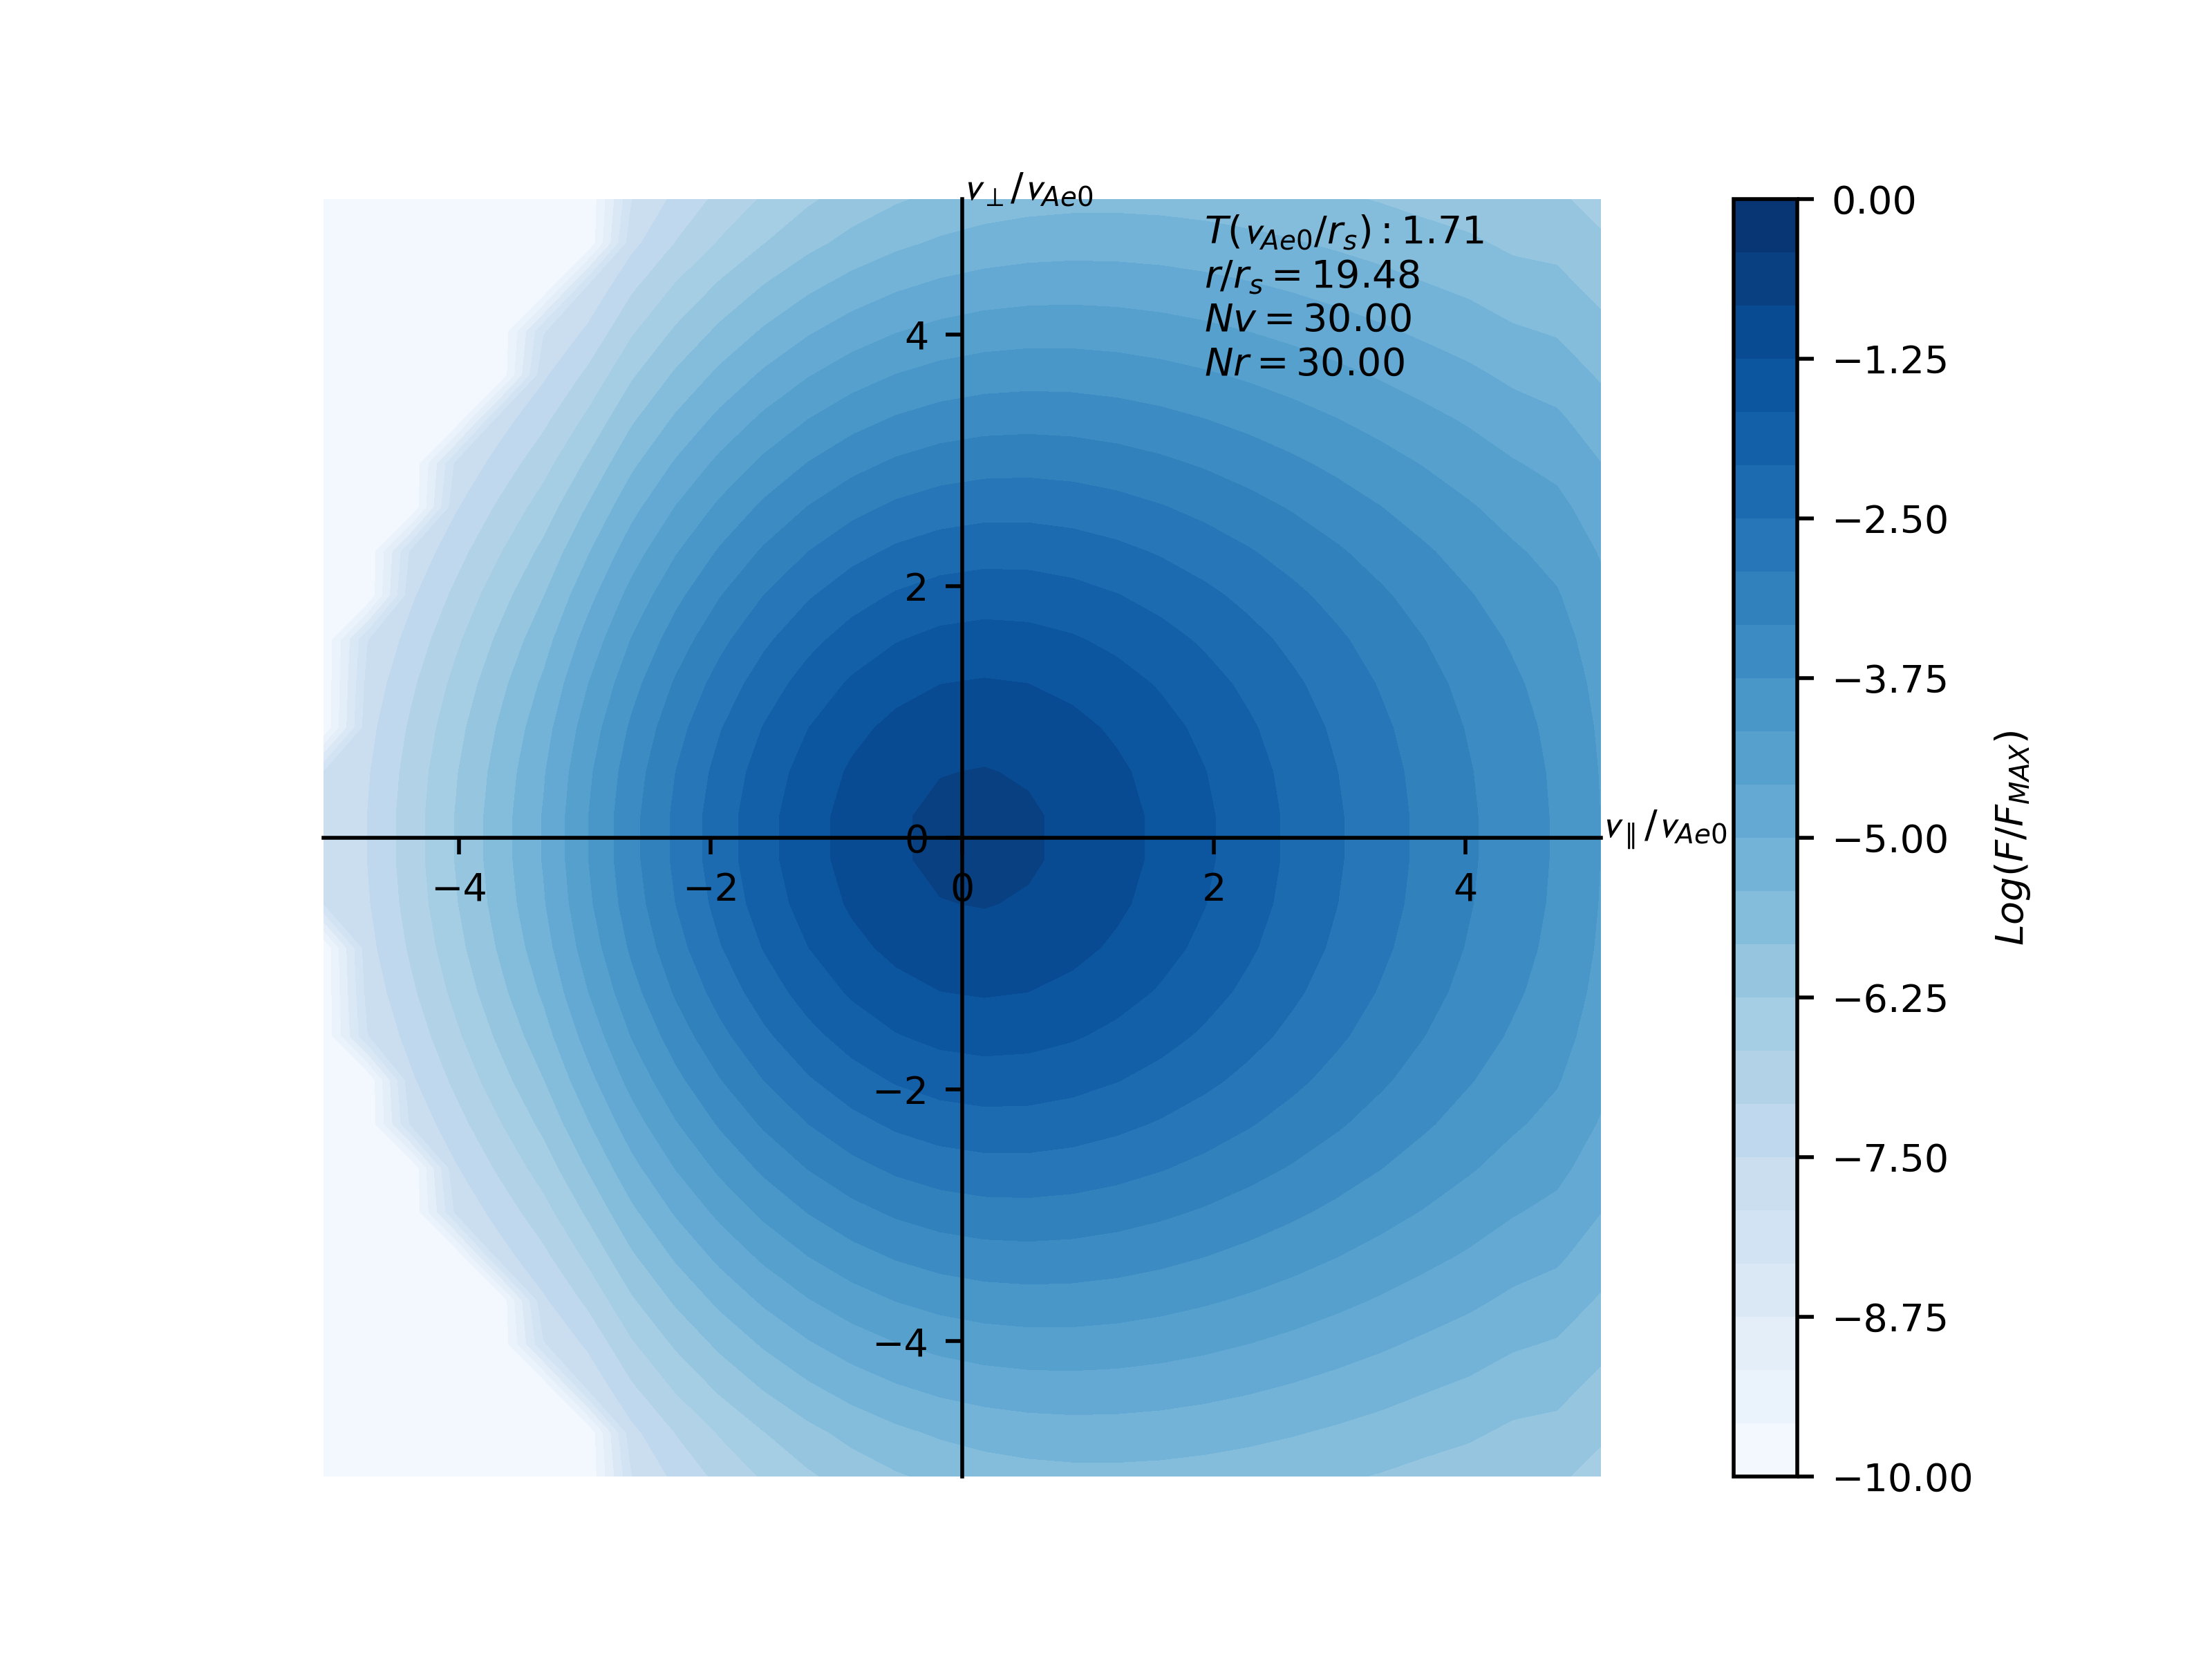 v⊥/vAe0
T(vAe0/rs) : 1.71
r/rs = 19.48
Nv = 30.00
Nr = 30.00
4
2
0
−2
−4
−4
−2
0
2
4
v∥/vAe0
0.00
−1.25
−2.50
−3.75
−5.00
−6.25
−7.50
−8.75
−10.00
Log(F/FMAX)